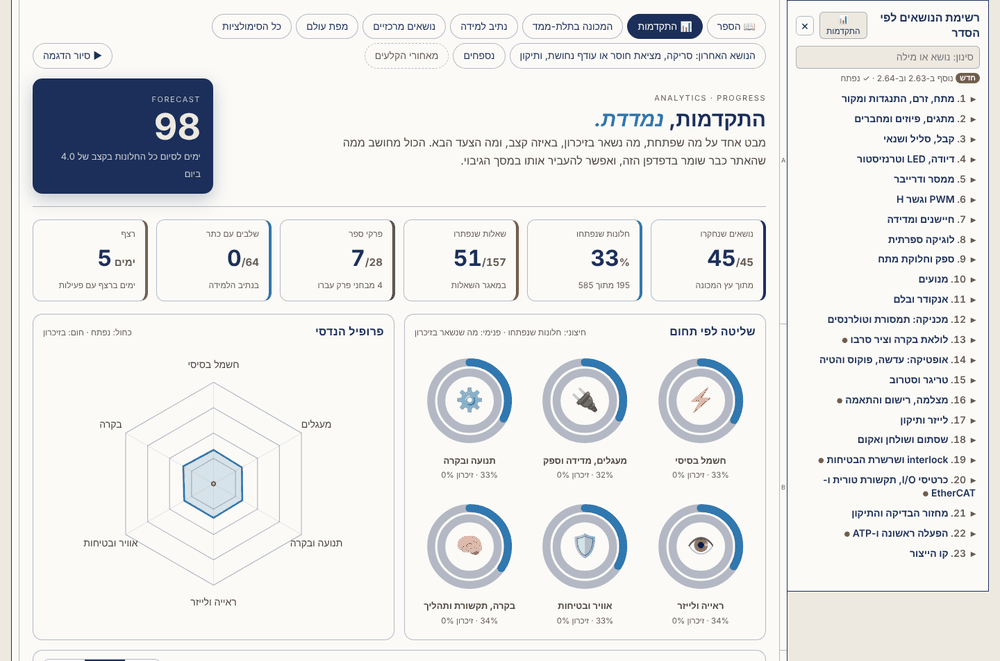 רשימת הנושאים לפי הסדר
📊 התקדמות
✕
סינון: נושא או מילה
חדש נוסף ב-2.63 וב-2.64 · ✓ נפתח
◂ 1. מתח, זרם, התנגדות ומקור
◂ 2. מתגים, פיוזים ומחברים
◂ 3. קבל, סליל ושנאי
◂ 4. דיודה, LED וטרנזיסטור
◂ 5. ממסר ודרייבר
◂ 6. PWM וגשר H
◂ 7. חיישנים ומדידה
◂ 8. לוגיקה ספרתית
◂ 9. ספק וחלוקת מתח
◂ 10. מנועים
◂ 11. אנקודר ובלם
◂ 12. מכניקה: תמסורת וטולרנסים
◂ 13. לולאת בקרה וציר סרבו ●
◂ 14. אופטיקה: עדשה, פוקוס והטיה
◂ 15. טריגר וסטרוב
◂ 16. מצלמה, רישום והתאמה ●
◂ 17. לייזר ותיקון
◂ 18. שסתום ושולחן ואקום
◂ 19. interlock ושרשרת הבטיחות ●
◂ 20. כרטיסי I/O, תקשורת טורית ו-
EtherCAT ●
◂ 21. מחזור הבדיקה והתיקון
◂ 22. הפעלה ראשונה ו-ATP ●
◂ 23. קו הייצור
📖 הספר
📊 התקדמות
המכונה בתלת-ממד
נתיב למידה
נושאים מרכזיים
מפת עולם
כל הסימולציות
הנושא האחרון: סריקה, מציאת חוסר או עודף נחושת, ותיקון
נספחים
מאחורי הקלעים
▶ סיור הדגמה
ANALYTICS · PROGRESS
התקדמות, נמדדת.
מבט אחד על מה שפתחת, מה נשאר בזיכרון, באיזה קצב, ומה הצעד הבא. הכול מחושב ממה
שהאתר כבר שומר בדפדפן הזה, ואפשר להעביר אותו במסך הגיבוי.
FORECAST
98
ימים לסיום כל החלונות בקצב של 4.0
ביום
נושאים שנחקרו
45/45
מתוך עץ המכונה
חלונות שנפתחו
33%
195 מתוך 585
שאלות שנפתרו
51/157
במאגר השאלות
פרקי ספר
7/28
4 מבחני פרק עברו
שלבים עם כתר
0/64
בנתיב הלמידה
רצף
5 ימים
ימים ברצף עם פעילות
A
B
שליטה לפי תחום
חיצוני: חלונות שנפתחו · פנימי: מה שנשאר בזיכרון
חשמל בסיסי
33% · זיכרון 0%
מעגלים, מדידה וספק
32% · זיכרון 0%
תנועה ובקרה
33% · זיכרון 0%
ראייה ולייזר
34% · זיכרון 0%
אוויר ובטיחות
33% · זיכרון 0%
בקרה, תקשורת ותהליך
34% · זיכרון 0%
פרופיל הנדסי
כחול: נפתח · חום: בזיכרון
חשמל בסיסי
מעגלים
תנועה ובקרה
ראייה ולייזר
אוויר ובטיחות
בקרה